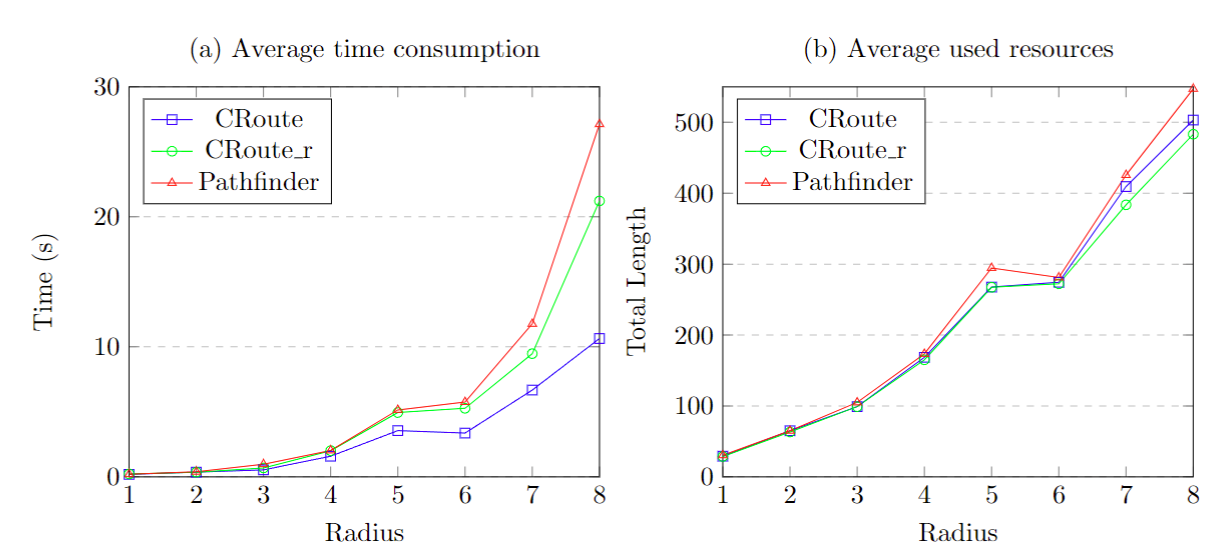 (a) Average time consumption
30
20
10
0
Time (s)
CRoute
CRoute_r
Pathfinder
1 2 3 4 5 6 7 8
Radius
(b) Average used resources
500
400
300
200
100
0
Total Length
CRoute
CRoute_r
Pathfinder
1 2 3 4 5 6 7 8
Radius